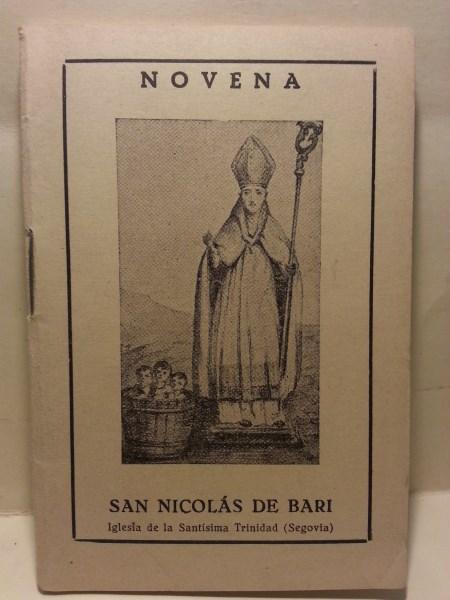 NOVENA
SAN NICOLÁS DE BARI
Iglesia de la Santísima Trinidad (Segovia)